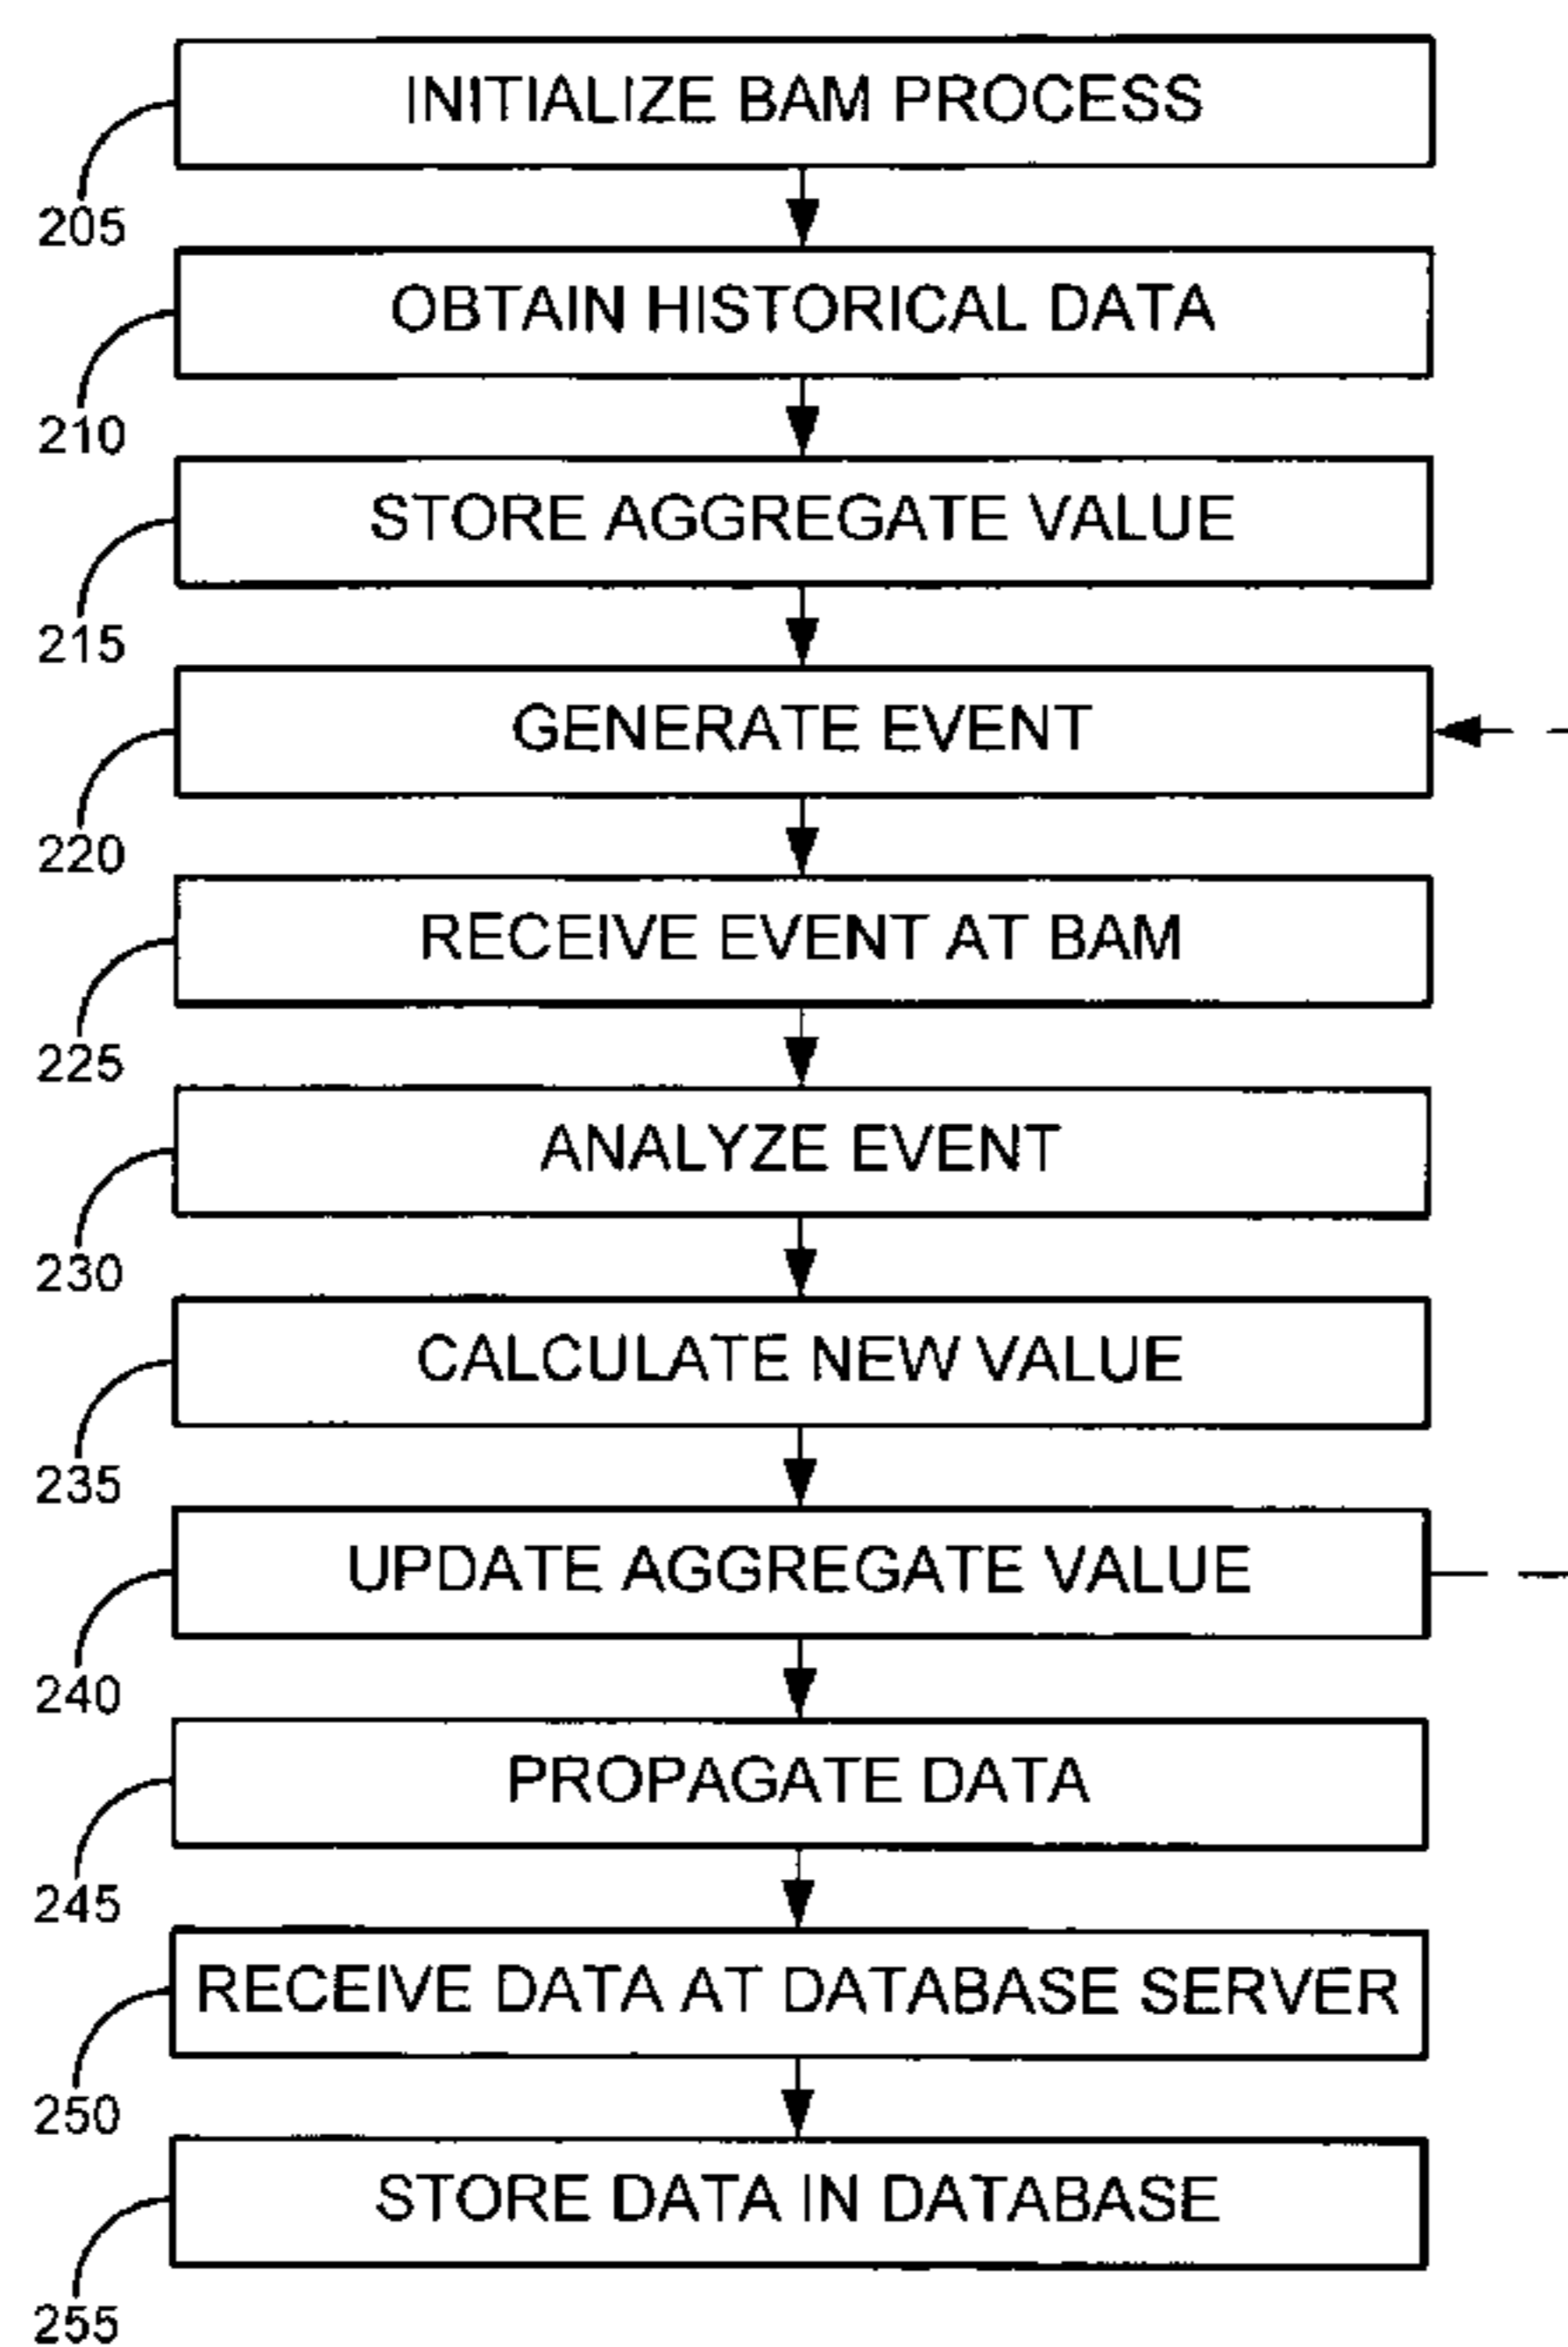 INITIALIZE BAM PROCESS
205
OBTAIN HISTORICAL DATA
210
STORE AGGREGATE VALUE
215
GENERATE EVENT
220
RECEIVE EVENT AT BAM
225
ANALYZE EVENT
230
CALCULATE NEW VALUE
235
UPDATE AGGREGATE VALUE
240
PROPAGATE DATA
245
RECEIVE DATA AT DATABASE SERVER
250
STORE DATA IN DATABASE
255